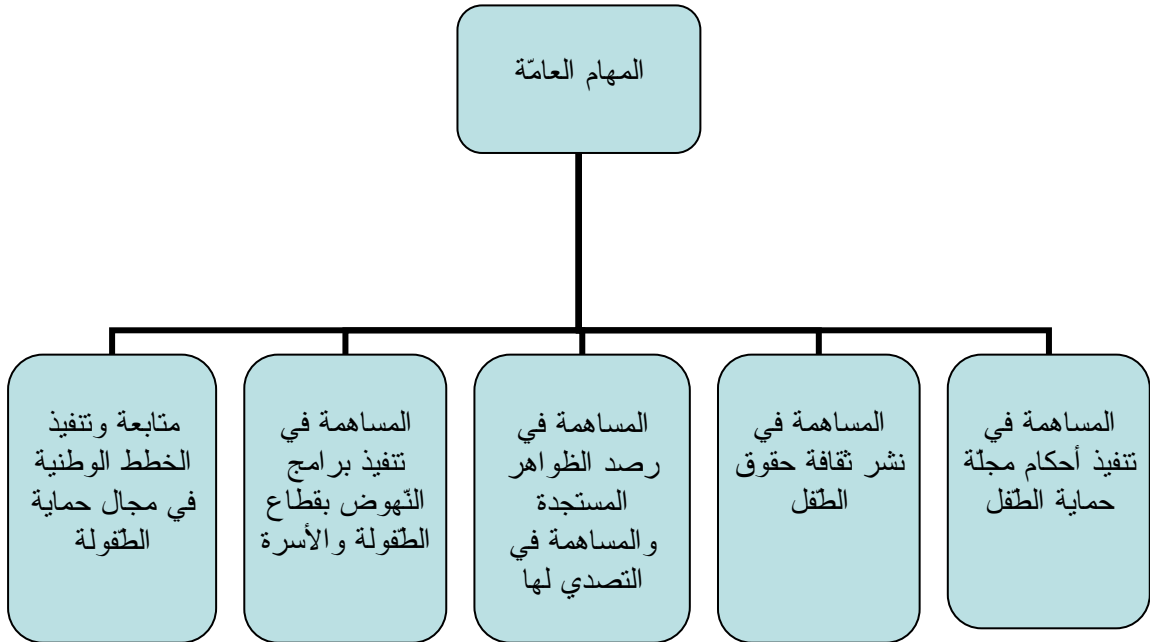 المهام العامّة
المساهمة في
تنفيذ أحكام مجلّة
حماية الطّفل
المساهمة في
نشر ثقافة حقوق
الطّفل
المساهمة في
رصد الظواهر
المستجدة
والمساهمة في
التصدي لها
المساهمة في
تنفيذ برامج
النّهوض بقطاع
الطّفولة والأسرة
متابعة وتنفيذ
الخطط الوطنية
في مجال حماية
الطّفولة